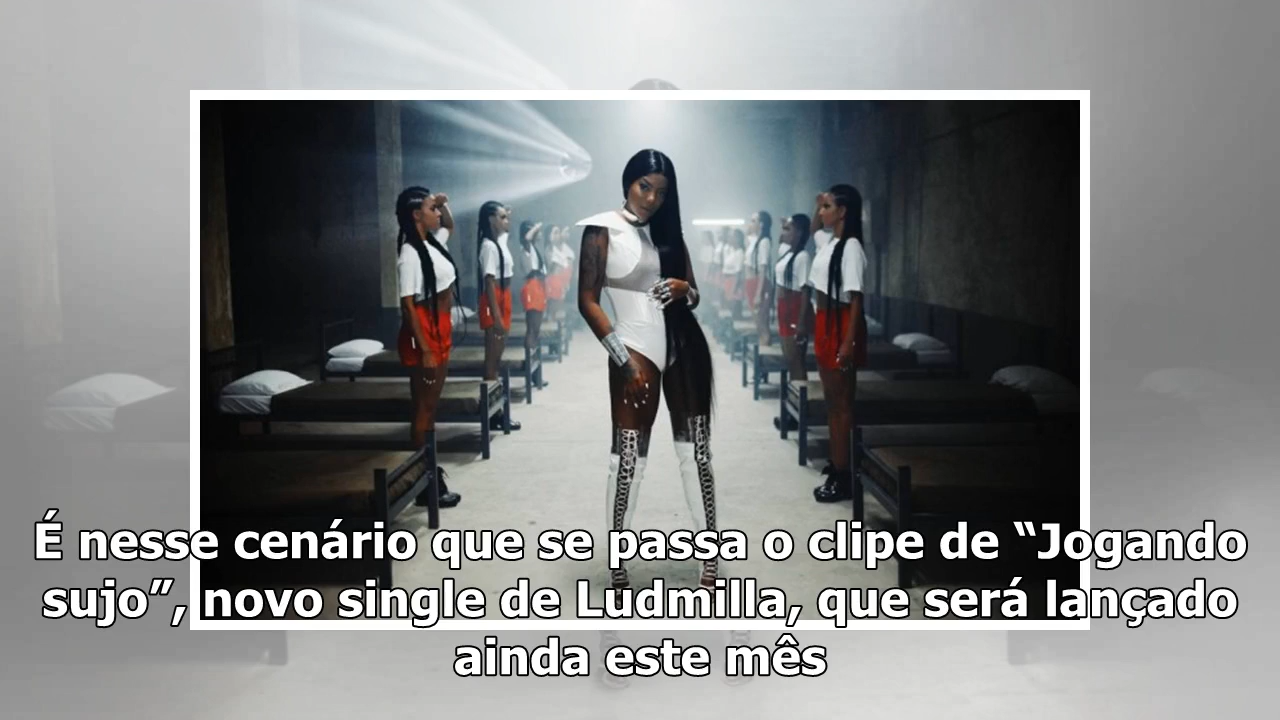 É nesse cenário que se passa o clipe de “Jogando
sujo”, novo single de Ludmilla, que será lançado
ainda este mês